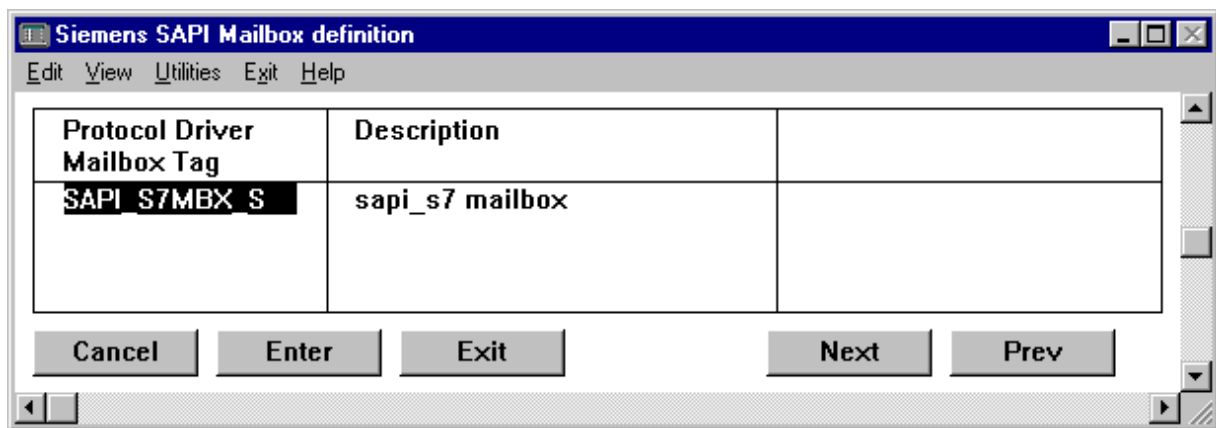 Siemens SAPI Mailbox definition
Edit View Utilities Exit Help
Protocol Driver Description
Mailbox Tag
SAPI_S7MBX_S sapi_s7 mailbox
Cancel Enter Exit Next Prev